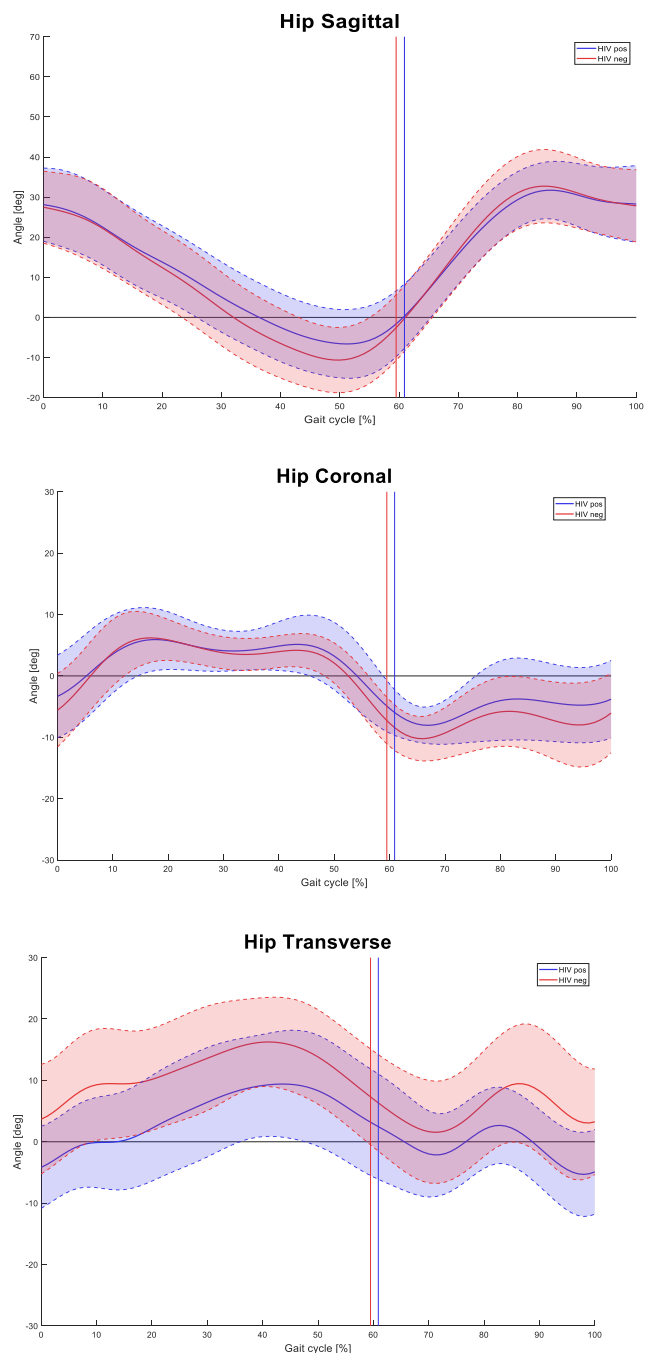 Hip Sagittal
HIV pos
HIV neg
70
60
50
40
30
20
10
0
-10
-20
Angle [deg]
0 10 20 30 40 50 60 70 80 90 100
Gait cycle [%]
Hip Coronal
HIV pos
HIV neg
30
20
10
0
-10
-20
-30
Angle [deg]
0 10 20 30 40 50 60 70 80 90 100
Gait cycle [%]
Hip Transverse
HIV pos
HIV neg
30
20
10
0
-10
-20
-30
Angle [deg]
0 10 20 30 40 50 60 70 80 90 100
Gait cycle [%]